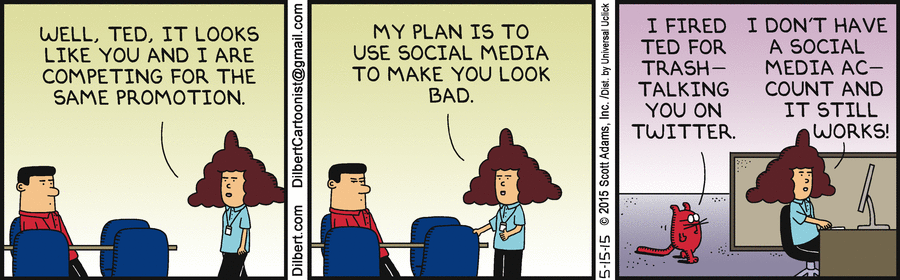 WELL, TED, IT LOOKS
LIKE YOU AND I ARE
COMPETING FOR THE
SAME PROMOTION.
DilbertCartoonist@gmail.com
Dilbert.com
MY PLAN IS TO
USE SOCIAL MEDIA
TO MAKE YOU LOOK
BAD.
5-15-15 © 2015 Scott Adams, Inc. /Dist. by Universal Uclick
I FIRED
TED FOR
TRASH–
TALKING
YOU ON
TWITTER.
I DON'T HAVE
A SOCIAL
MEDIA AC–
COUNT AND
IT STILL
WORKS!